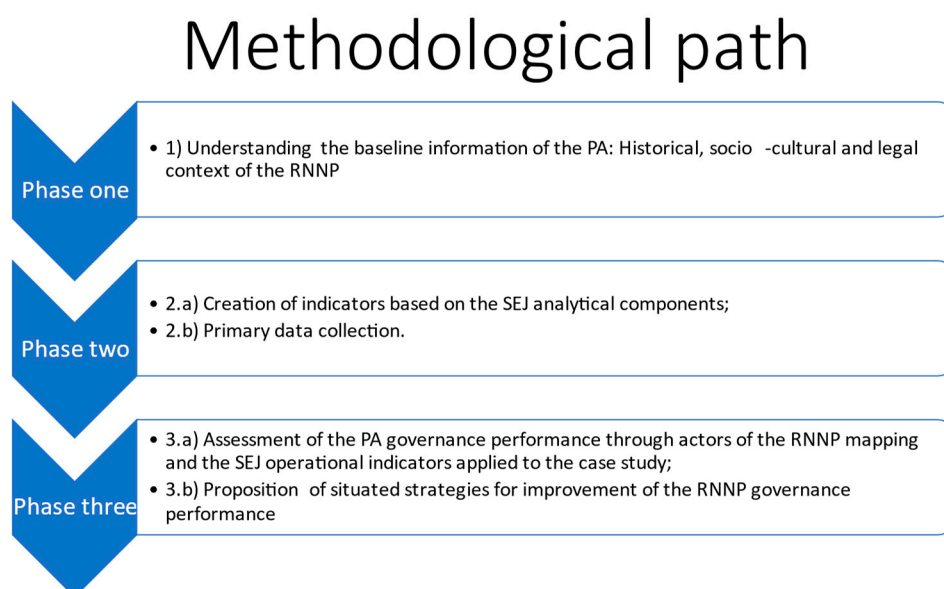 Methodological path
Phase one
• 1) Understanding the baseline information of the PA: Historical, socio -cultural and legal
context of the RNNP
Phase two
• 2.a) Creation of indicators based on the SEJ analytical components;
• 2.b) Primary data collection.
Phase three
• 3.a) Assessment of the PA governance performance through actors of the RNNP mapping
and the SEJ operational indicators applied to the case study;
• 3.b) Proposition of situated strategies for improvement of the RNNP governance
performance